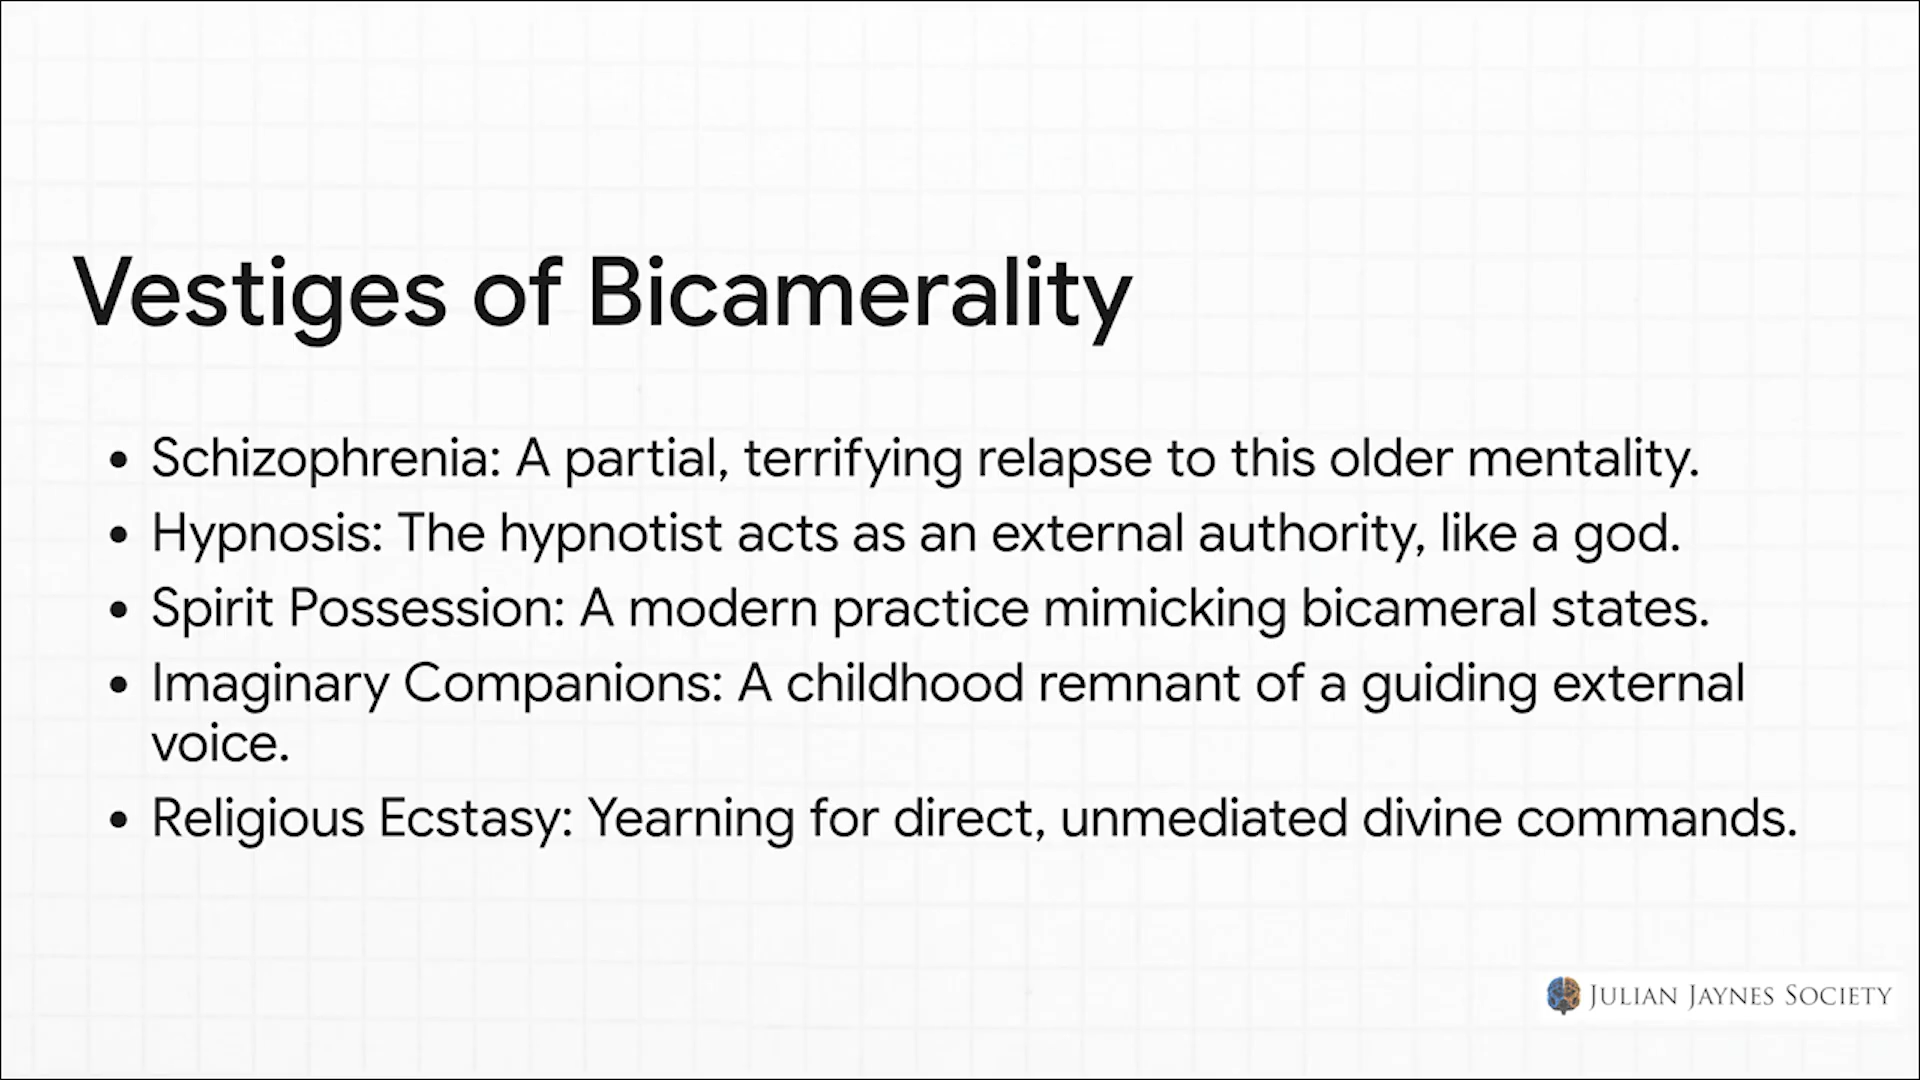 Vestiges of Bicamerality
• Schizophrenia: A partial, terrifying relapse to this older mentality.
• Hypnosis: The hypnotist acts as an external authority, like a god.
• Spirit Possession: A modern practice mimicking bicameral states.
• Imaginary Companions: A childhood remnant of a guiding external
voice.
• Religious Ecstasy: Yearning for direct, unmediated divine commands.
JULIAN JAYNES SOCIETY